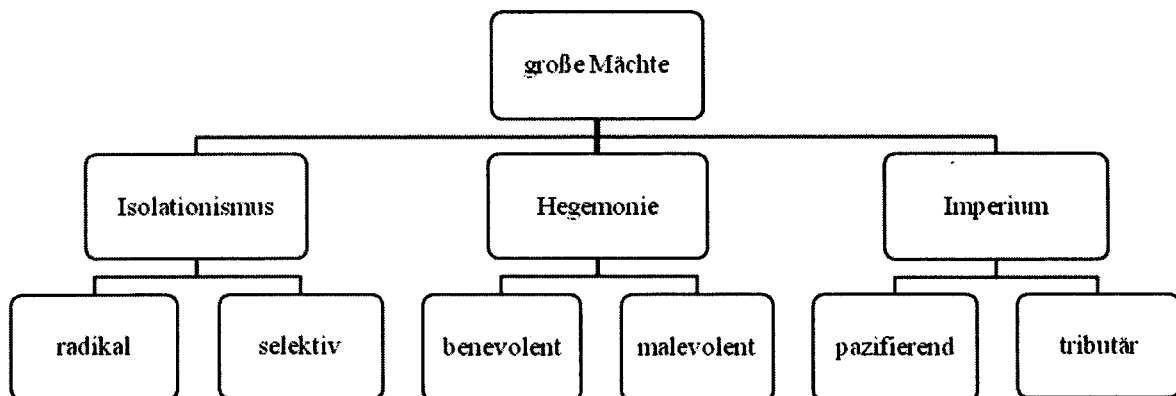 große Mächte
Isolationismus
Hegemonie
Imperium
radikal
selektiv
benevolent
malevolent
pazifierend
tributär